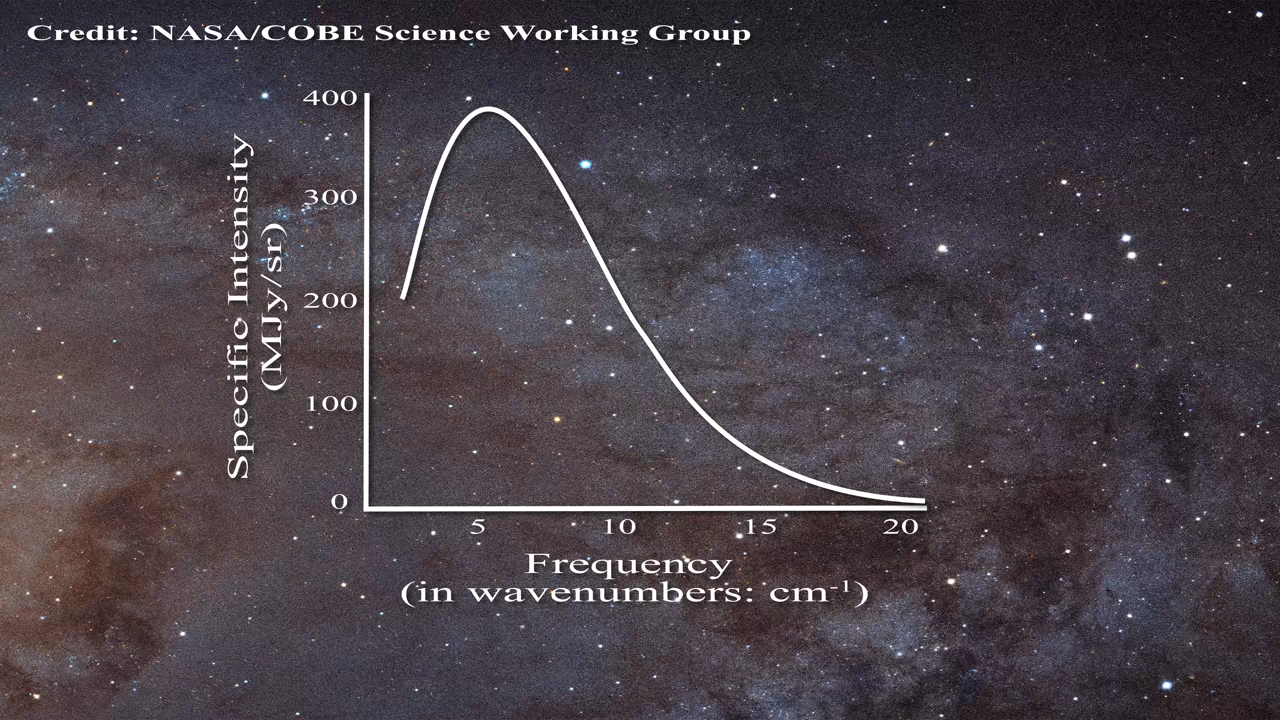 Credit: NASA/COBE Science Working Group
400
300
200
100
0
Specific Intensity
(MJy/sr)
5 10 15 20
Frequency
(in wavenumbers: cm⁻¹)